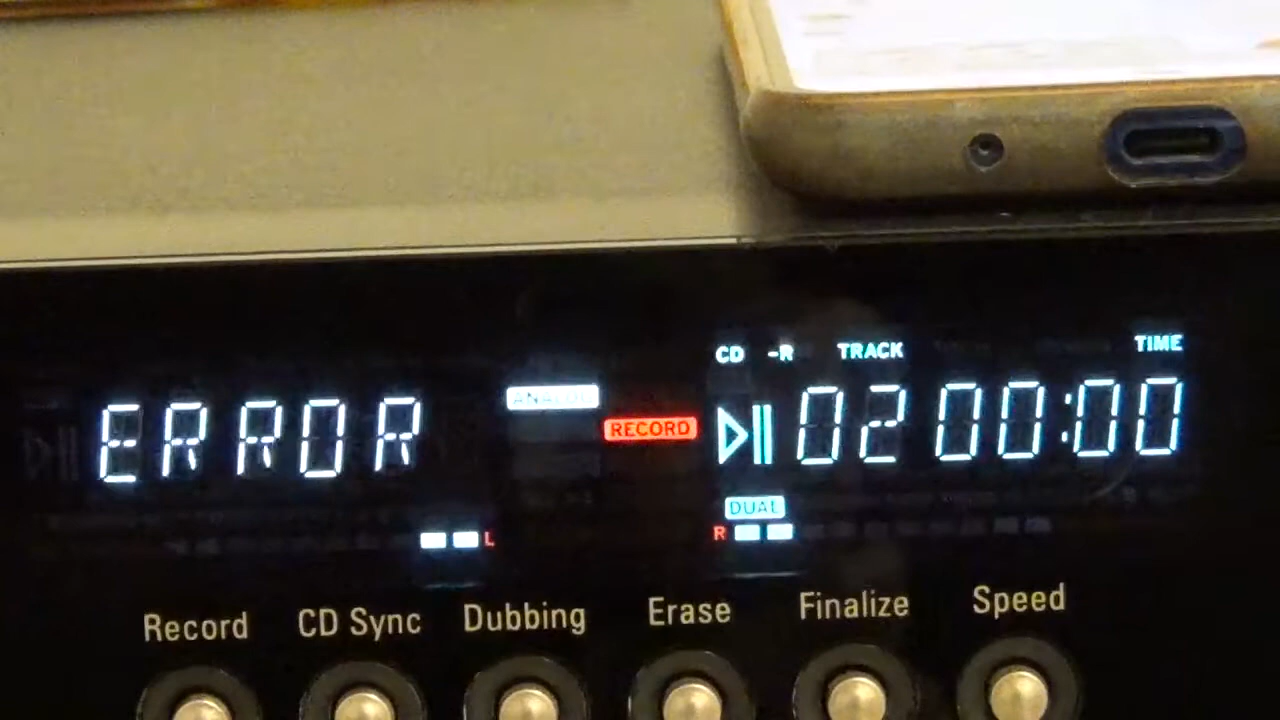 CD -R TRACK TIME
ERROR ANALOG RECORD 02 00:00
DUAL
L R
Record CD Sync Dubbing Erase Finalize Speed